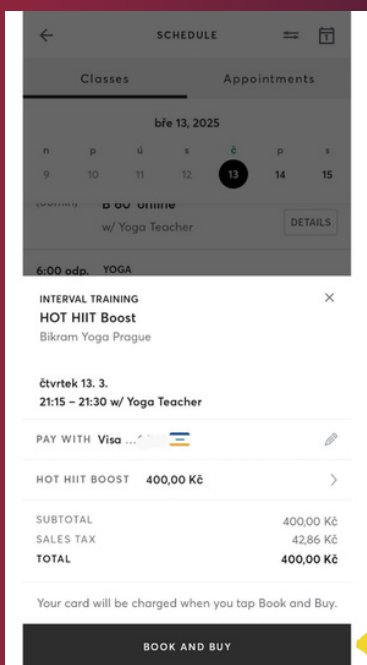 SCHEDULE
1
Classes Appointments
bře 13, 2025
n p ú s č p s
9 10 11 12 13 14 15
B 60 online
w/ Yoga Teacher
DETAILS
6:00 odp. YOGA
INTERVAL TRAINING
HOT HIIT Boost
Bikram Yoga Prague
čtvrtek 13. 3.
21:15 – 21:30 w/ Yoga Teacher
PAY WITH Visa ...
HOT HIIT BOOST 400,00 Kč
SUBTOTAL 400,00 Kč
SALES TAX 42,86 Kč
TOTAL 400,00 Kč
Your card will be charged when you tap Book and Buy.
BOOK AND BUY